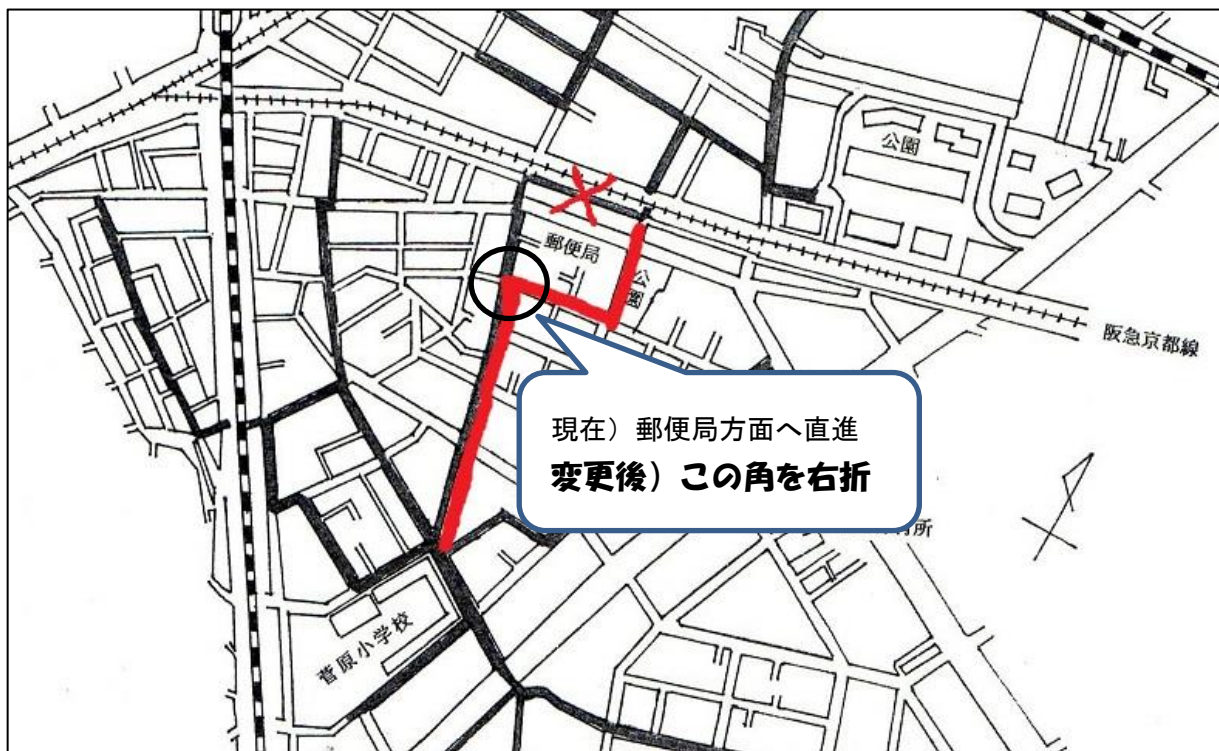 公園
郵便局
公園
阪急京都線
現在）郵便局方面へ直進
変更後）この角を右折
所
菅原小学校